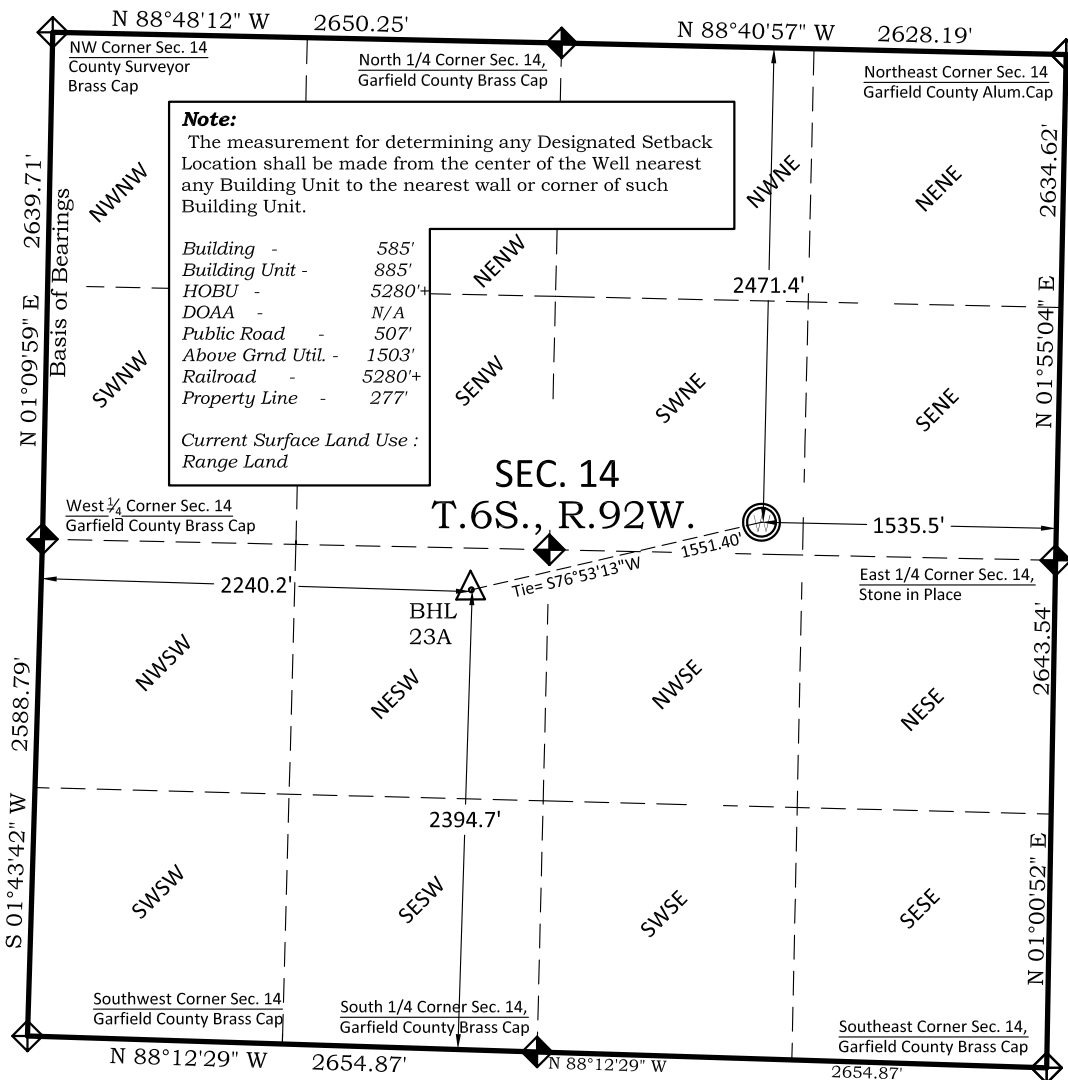 N 88°48'12" W 2650.25'
N 88°40'57" W 2628.19'
NW Corner Sec. 14
County Surveyor
Brass Cap
North 1/4 Corner Sec. 14,
Garfield County Brass Cap
Northeast Corner Sec. 14
Garfield County Alum.Cap
Note:
The measurement for determining any Designated Setback
Location shall be made from the center of the Well nearest
any Building Unit to the nearest wall or corner of such
Building Unit.
Building - 585'
Building Unit - 885'
HOBU - 5280'+
DOAA - N/A
Public Road - 507'
Above Grnd Util. - 1503'
Railroad - 5280'+
Property Line - 277'
Current Surface Land Use :
Range Land
N 01°09'59" E 2639.71'
Basis of Bearings
NWNW
NENW
NWNE
NENE
N 01°55'04" E 2634.62'
2471.4'
SWNW
SENW
SWNE
SENE
SEC. 14
T.6S., R.92W.
West 1/4 Corner Sec. 14
Garfield County Brass Cap
1535.5'
Tie= S76°53'13"W 1551.40'
East 1/4 Corner Sec. 14,
Stone in Place
2240.2'
BHL
23A
S 01°43'42" W 2588.79'
NWSW
NESW
NWSE
NESE
N 01°00'52" E 2643.54'
2394.7'
SWSW
SESW
SWSE
SESE
Southwest Corner Sec. 14
Garfield County Brass Cap
South 1/4 Corner Sec. 14,
Garfield County Brass Cap
Southeast Corner Sec. 14,
Garfield County Brass Cap
N 88°12'29" W 2654.87'
N 88°12'29" W 2654.87'